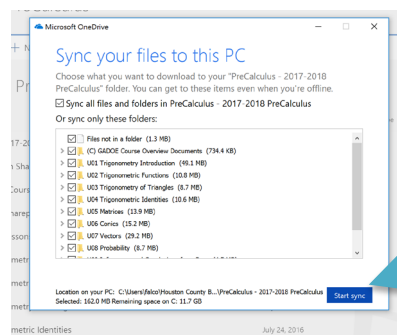 Microsoft OneDrive
Sync your files to this PC
Choose what you want to download to your "PreCalculus - 2017-2018
PreCalculus" folder. You can get to these items even when you're offline.
Sync all files and folders in PreCalculus - 2017-2018 PreCalculus
Or sync only these folders:
Files not in a folder (1.3 MB)
(C) GADOE Course Overview Documents (734.4 KB)
U01 Trigonometry Introduction (49.1 MB)
U02 Trigonometric Functions (10.8 MB)
U03 Trigonometry of Triangles (8.7 MB)
U04 Trigonometric Identities (10.6 MB)
U05 Matrices (13.9 MB)
U06 Conics (15.2 MB)
U07 Vectors (29.2 MB)
U08 Probability (8.7 MB)
Location on your PC: C:\Users\falco\Houston County B...\PreCalculus - 2017-2018 PreCalculus
Selected: 162.0 MB Remaining space on C: 11.7 GB
Start sync
metric Identities
July 24, 2016